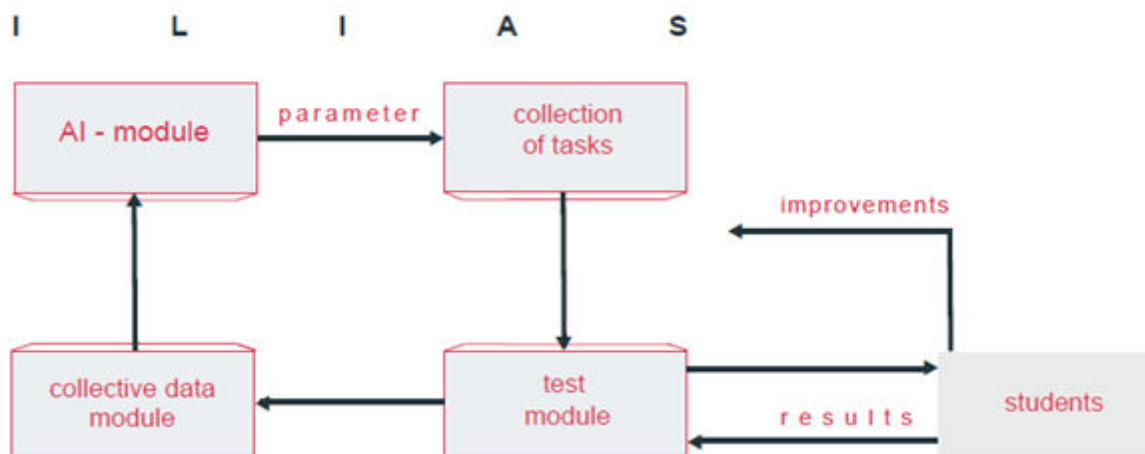 I L I A S
AI - module
parameter
collection
of tasks
improvements
collective data
module
test
module
results
students